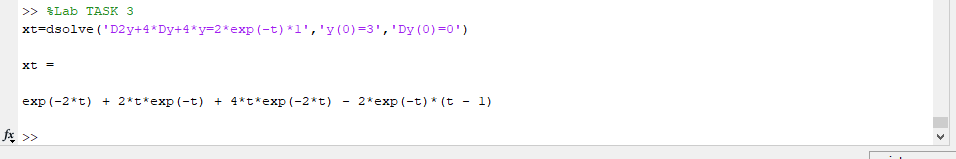 >> %Lab TASK 3
xt=dsolve('D2y+4*Dy+4*y=2*exp(-t)*1','y(0)=3','Dy(0)=0')
xt =
exp(-2*t) + 2*t*exp(-t) + 4*t*exp(-2*t) - 2*exp(-t)*(t - 1)
fx >>